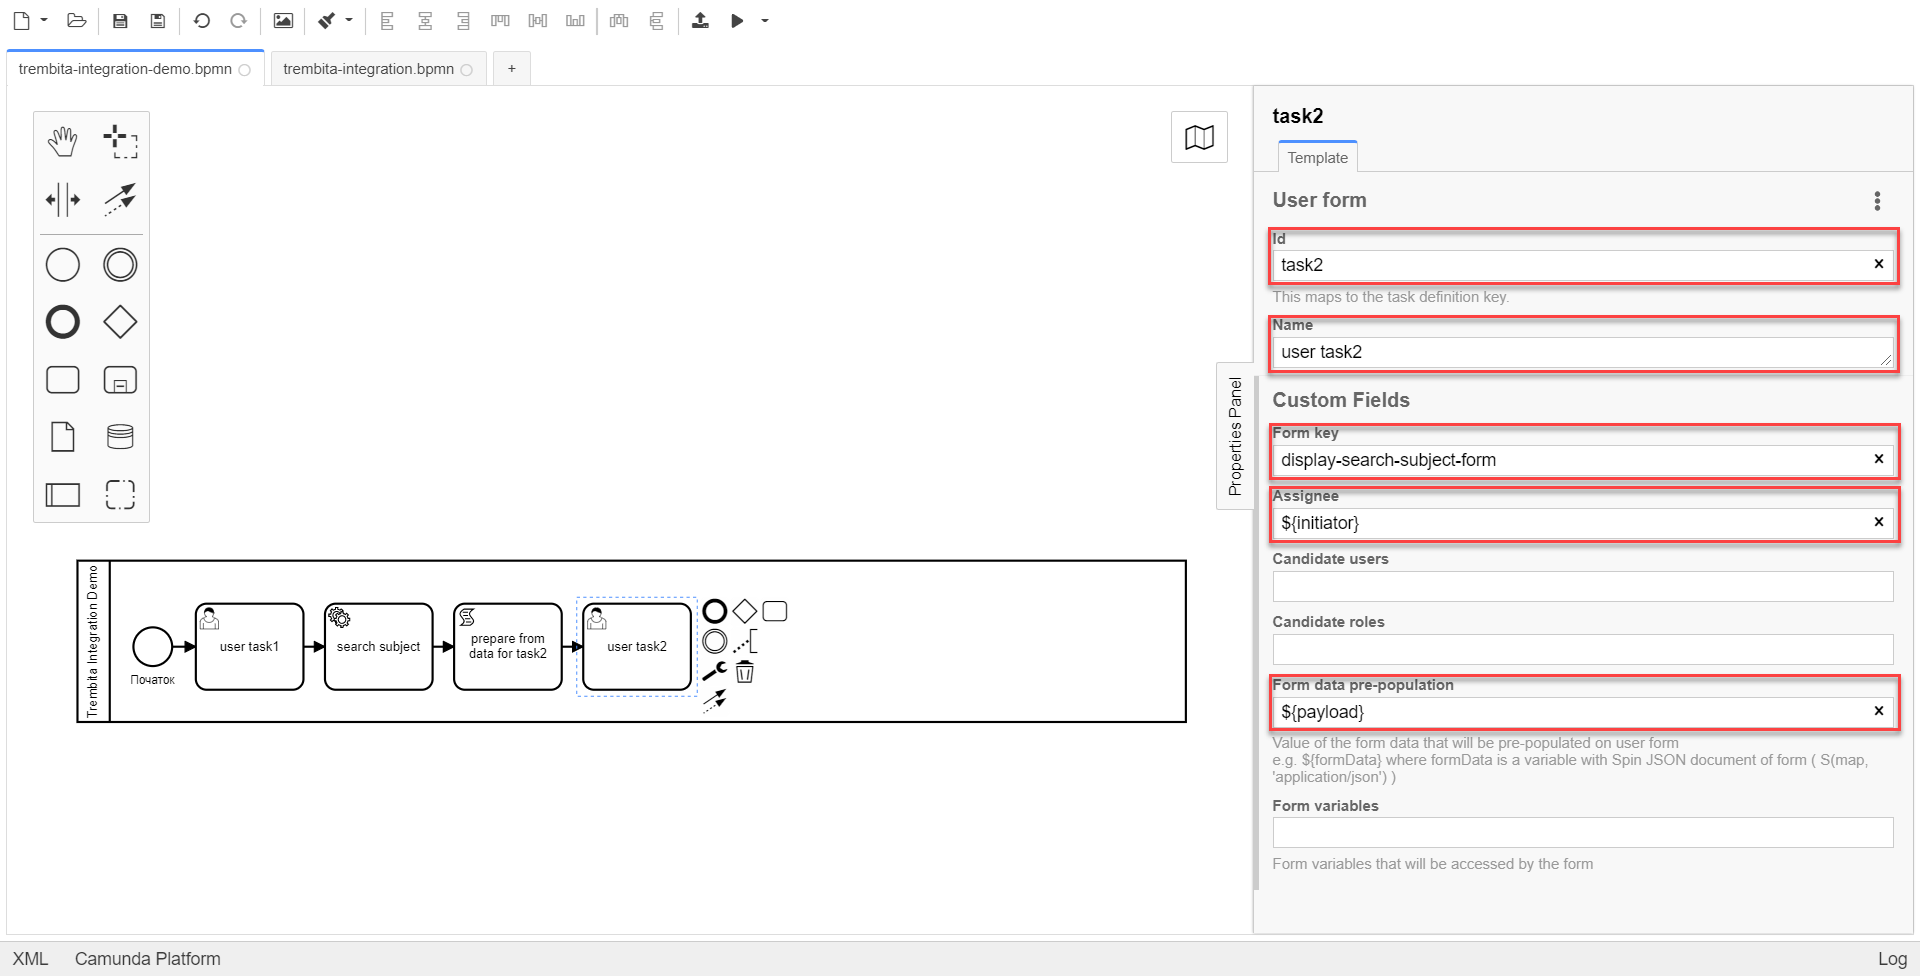 trembita-integration-demo.bpmn
trembita-integration.bpmn
+
task2
Template
User form
Id
task2
This maps to the task definition key.
Name
user task2
Properties Panel
Custom Fields
Form key
display-search-subject-form
Assignee
${initiator}
Candidate users
Candidate roles
Form data pre-population
${payload}
Value of the form data that will be pre-populated on user form
e.g. ${formData} where formData is a variable with Spin JSON document of form ( S(map,
'application/json') )
Form variables
Form variables that will be accessed by the form
Trembita Integration Demo
Початок
user task1
search subject
prepare from
data for task2
user task2
XML
Camunda Platform
Log